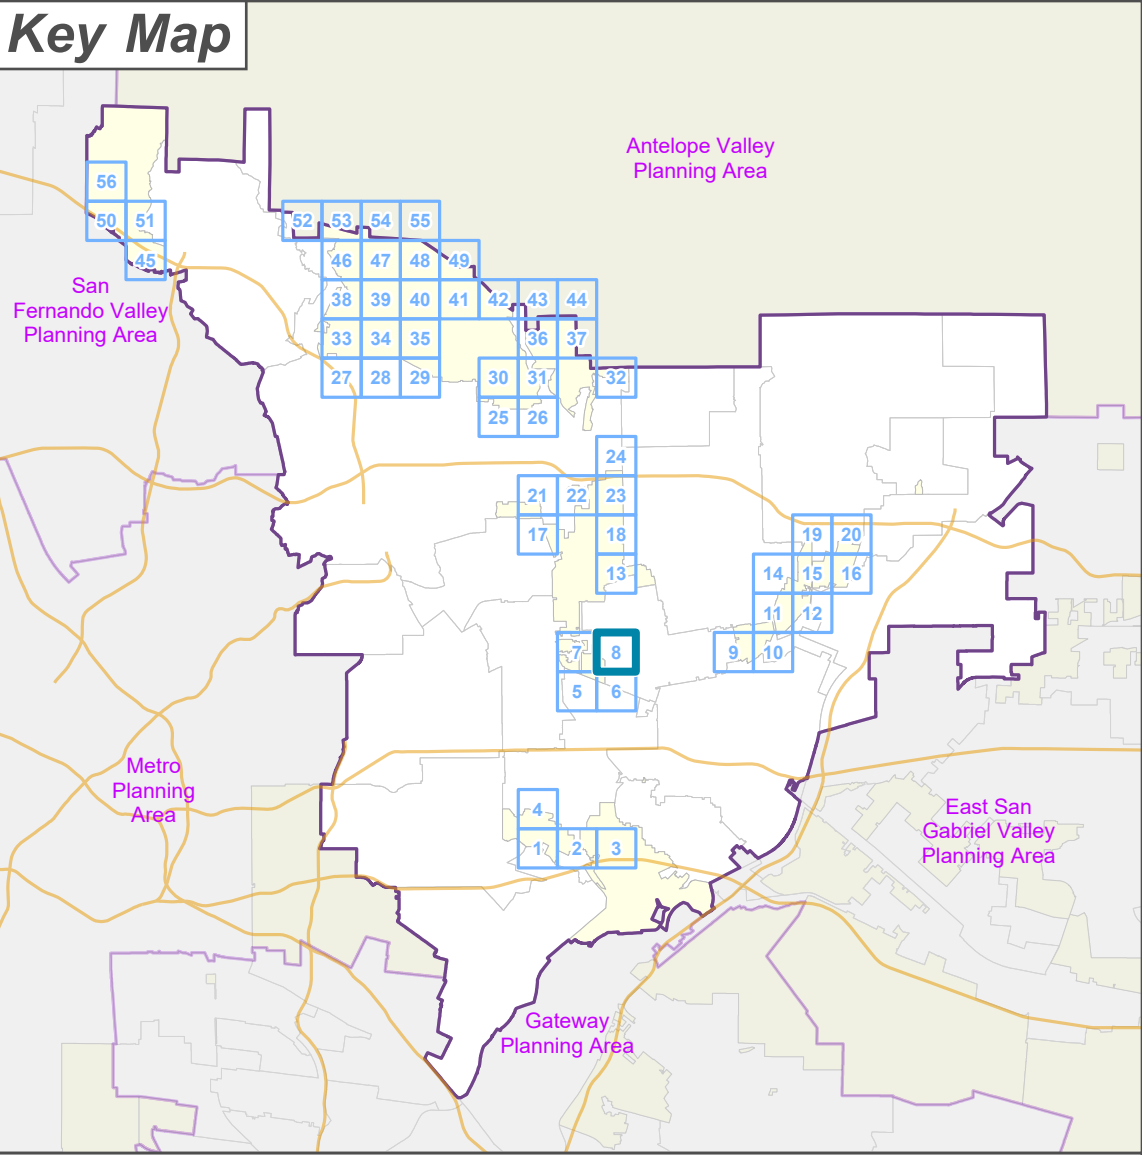 Key Map
Antelope Valley
Planning Area
56
50 51
52 53 54 55
45
46 47 48 49
San
Fernando Valley
Planning Area
38 39 40 41 42 43 44
33 34 35 36 37
27 28 29 30 31 32
25 26
24
21 22 23
17 18 19 20
13 14 15 16
11 12
7 8 9 10
5 6
Metro
Planning
Area
4
East San
Gabriel Valley
Planning Area
1 2 3
Gateway
Planning Area